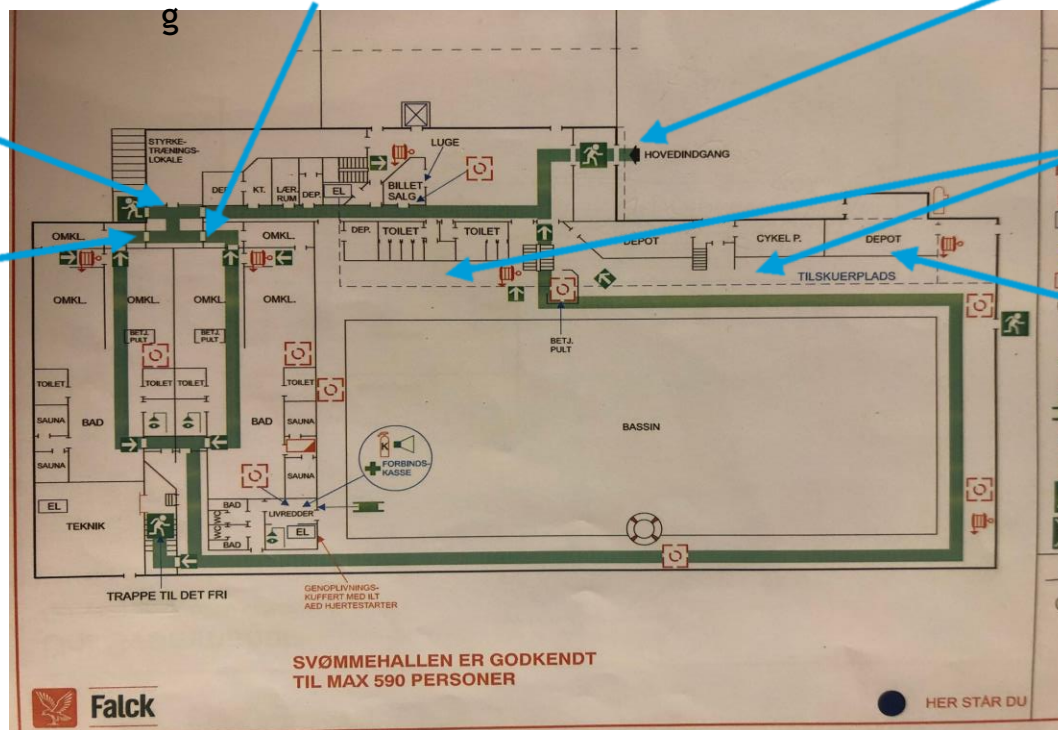 g
STYRKE-
TRÆNINGS-
LOKALE
LUGE
HOVEDINDGANG
DEP.
KT.
LÆR.
RUM
DEP.
EL
BILLET
SALG
OMKL.
OMKL.
DEP.
TOILET
TOILET
DEPOT
CYKEL P.
DEPOT
TILSKUERPLADS
OMKL.
OMKL.
OMKL.
OMKL.
BETJ.
PULT
BETJ.
PULT
BETJ.
PULT
TOILET
TOILET
TOILET
TOILET
SAUNA
BAD
BAD
SAUNA
BASSIN
SAUNA
SAUNA
K
FORBINDS-
KASSE
EL
TEKNIK
BAD
WC
WC
BAD
LIVREDDER
EL
TRAPPE TIL DET FRI
GENOPLIVNINGS-
KUFFERT MED ILT
AED HJERTESTARTER
SVØMMEHALLEN ER GODKENDT
TIL MAX 590 PERSONER
Falck
HER STÅR DU